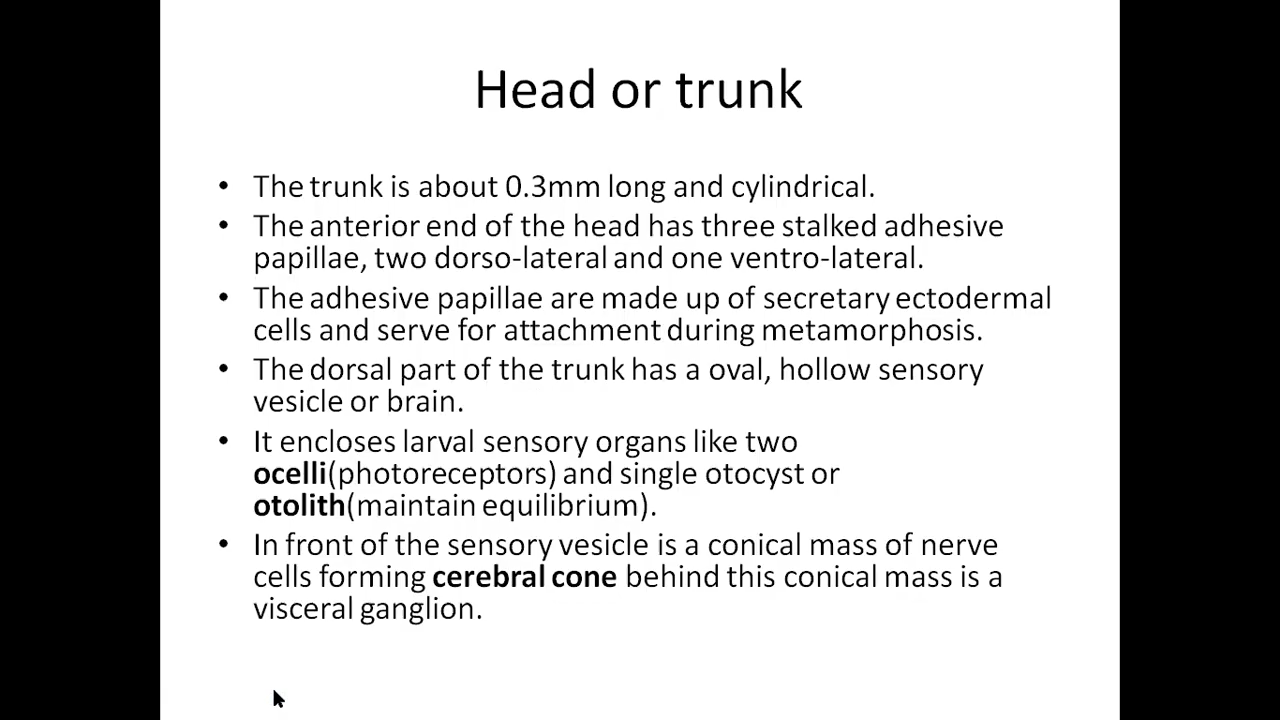 Head or trunk
• The trunk is about 0.3mm long and cylindrical.
• The anterior end of the head has three stalked adhesive
papillae, two dorso-lateral and one ventro-lateral.
• The adhesive papillae are made up of secretary ectodermal
cells and serve for attachment during metamorphosis.
• The dorsal part of the trunk has a oval, hollow sensory
vesicle or brain.
• It encloses larval sensory organs like two
ocelli(photoreceptors) and single otocyst or
otolith(maintain equilibrium).
• In front of the sensory vesicle is a conical mass of nerve
cells forming cerebral cone behind this conical mass is a
visceral ganglion.